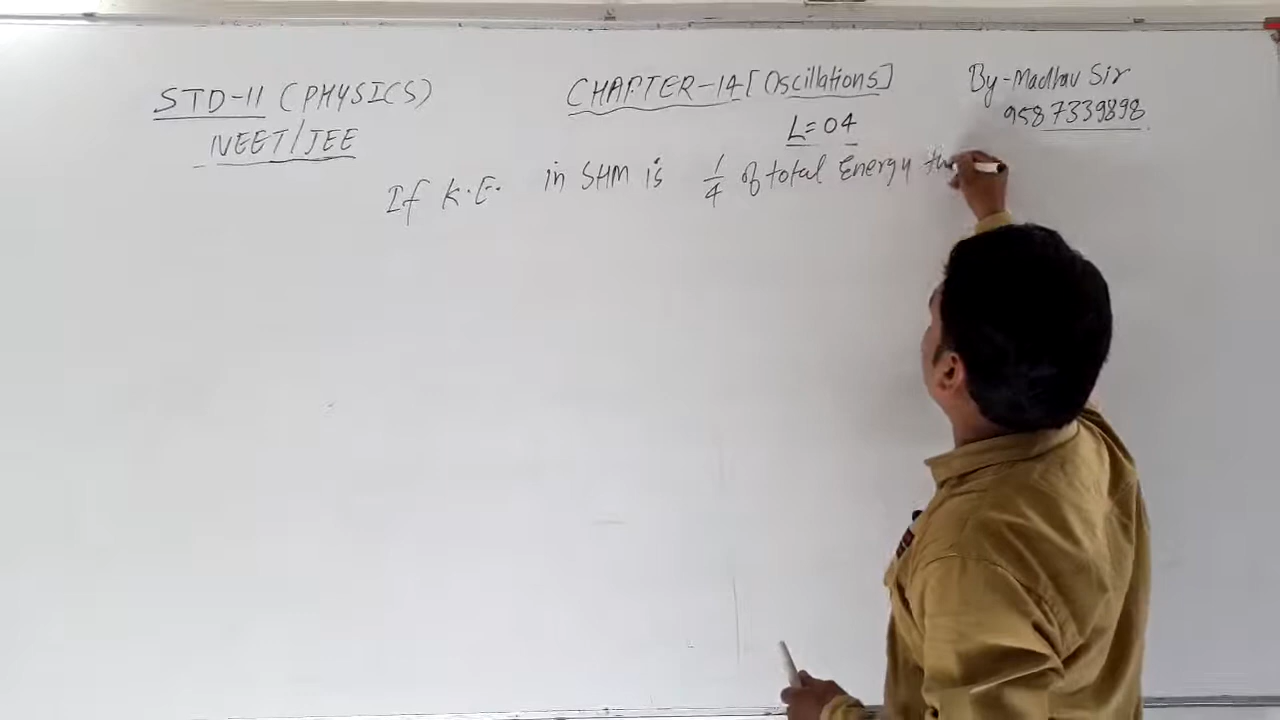 STD-11 (PHYSICS)
NEET/JEE
CHAPTER-14 [Oscillations]
L=04
By-Madhav Sir
9587339898
If K.E. in SHM is 1/4 of total Energy